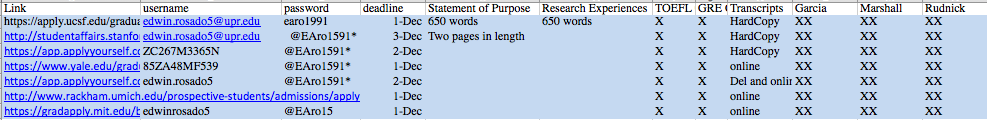 Link username password deadline Statement of Purpose Research Experiences TOEFL GRE Transcripts Garcia Marshall Rudnick
https://apply.ucsf.edu/gradua edwin.rosado5@upr.edu earo1991 1-Dec 650 words 650 words X X HardCopy XX XX XX
http://studentaffairs.stanfo edwin.rosado5@upr.edu @EAro1591* 3-Dec Two pages in length X X HardCopy XX XX XX
https://app.applyyourself.cc ZC267M3365N @EAro1591* 2-Dec X X HardCopy XX XX XX
https://www.yale.edu/grad 85ZA48MF539 @EAro1591* 1-Dec X X online XX XX XX
https://app.applyyourself.cc edwin.rosado5 @EAro1591* 2-Dec X X Del and onlin XX XX XX
http://www.rackham.umich.edu/prospective-students/admissions/apply 1-Dec X X online XX XX XX
https://gradapply.mit.edu/b edwinrosado5 @EAro15 1-Dec X X online XX XX XX